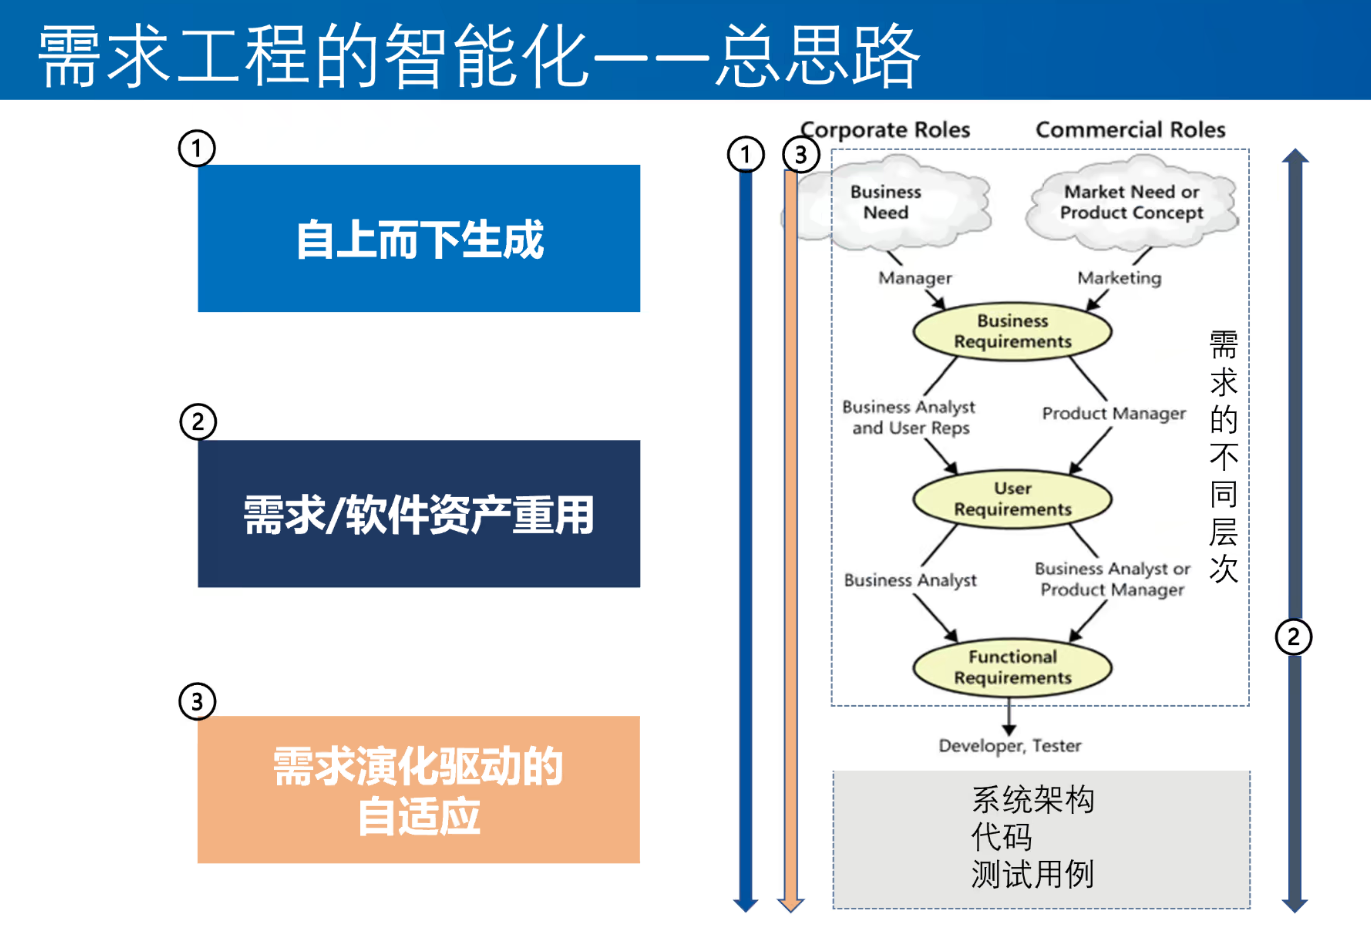 需求工程的智能化——总思路
①
自上而下生成
②
需求/软件资产重用
③
需求演化驱动的
自适应
①
③
Corporate Roles
Commercial Roles
Business
Need
Market Need or
Product Concept
Manager
Marketing
Business
Requirements
Business Analyst
and User Reps
Product Manager
User
Requirements
Business Analyst
Business Analyst or
Product Manager
Functional
Requirements
Developer, Tester
需求的不同层次
②
系统架构
代码
测试用例